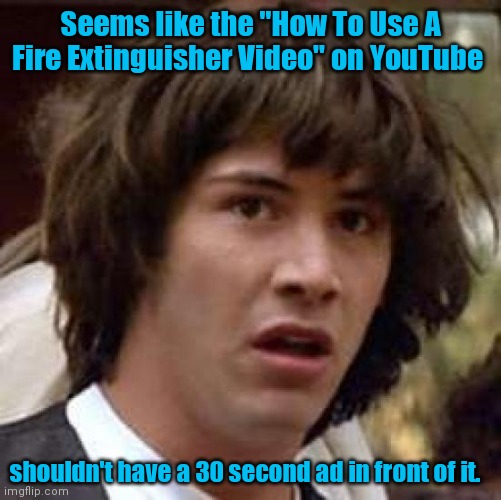 Seems like the "How To Use A
Fire Extinguisher Video" on YouTube
shouldn't have a 30 second ad in front of it.
imgflip.com